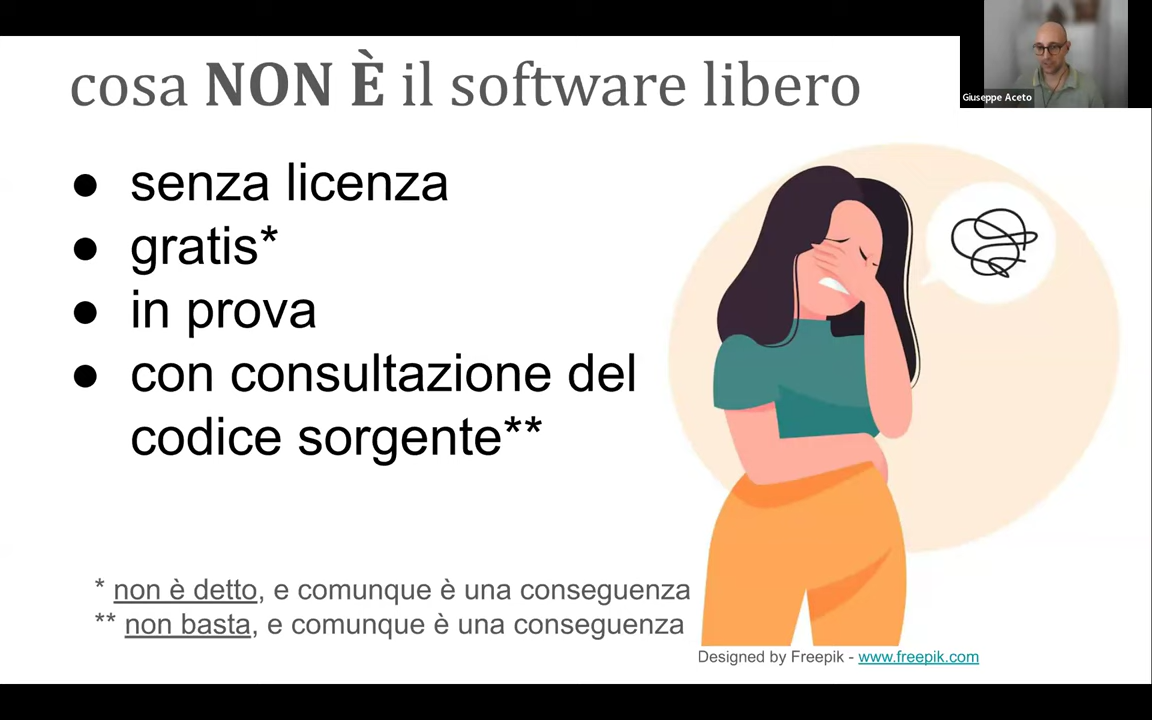 cosa NON È il software libero
Giuseppe Aceto
● senza licenza
● gratis*
● in prova
● con consultazione del
codice sorgente**
* non è detto, e comunque è una conseguenza
** non basta, e comunque è una conseguenza
Designed by Freepik - www.freepik.com